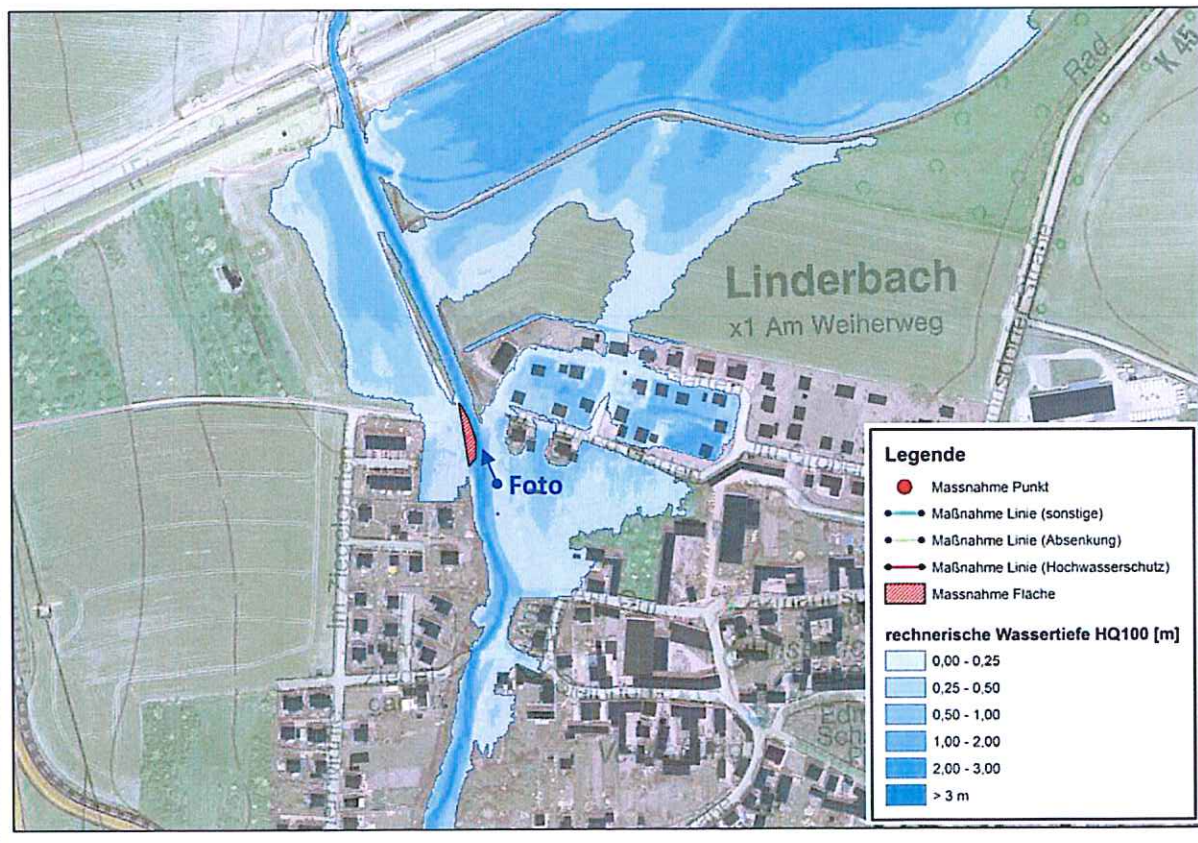 Rad
K 45
Linderbach
x1 Am Weiherweg
Foto
Legende
Massnahme Punkt
Maßnahme Linie (sonstige)
Maßnahme Linie (Absenkung)
Maßnahme Linie (Hochwasserschutz)
Massnahme Fläche
rechnerische Wassertiefe HQ100 [m]
0,00 - 0,25
0,25 - 0,50
0,50 - 1,00
1,00 - 2,00
2,00 - 3,00
> 3 m